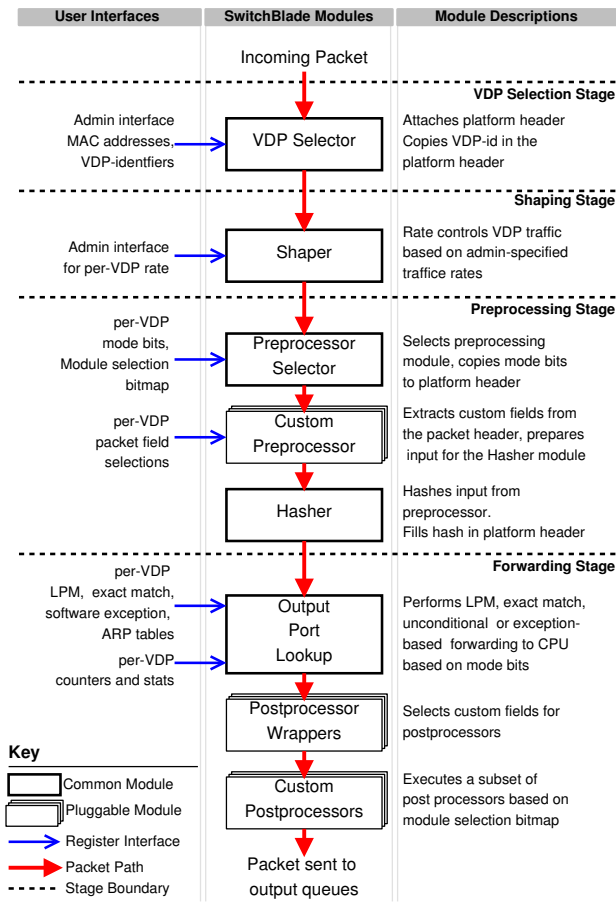 User Interfaces
SwitchBlade Modules
Module Descriptions
Incoming Packet
VDP Selection Stage
Admin interface
MAC addresses,
VDP-identfiers
VDP Selector
Attaches platform header
Copies VDP-id in the
platform header
Shaping Stage
Admin interface
for per-VDP rate
Shaper
Rate controls VDP traffic
based on admin-specified
traffice rates
Preprocessing Stage
per-VDP
mode bits,
Module selection
bitmap
Preprocessor
Selector
Selects preprocessing
module, copies mode bits
to platform header
per-VDP
packet field
selections
Custom
Preprocessor
Extracts custom fields from
the packet header, prepares
input for the Hasher module
Hasher
Hashes input from
preprocessor.
Fills hash in platform header
Forwarding Stage
per-VDP
LPM, exact match,
software exception,
ARP tables
per-VDP
counters and stats
Output
Port
Lookup
Performs LPM, exact match,
unconditional or exception-
based forwarding to CPU
based on mode bits
Postprocessor
Wrappers
Selects custom fields for
postprocessors
Custom
Postprocessors
Executes a subset of
post processors based on
module selection bitmap
Packet sent to
output queues
Key
Common Module
Pluggable Module
Register Interface
Packet Path
Stage Boundary